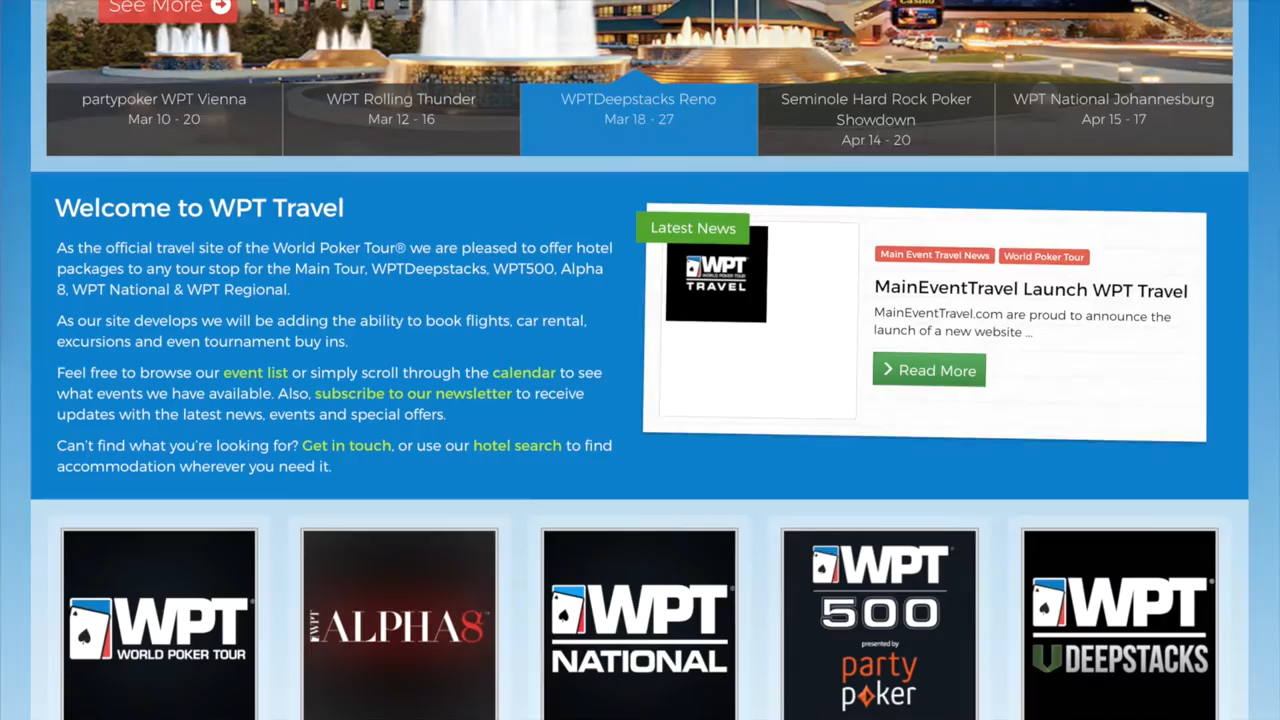 See More
Casino
partypoker WPT Vienna
Mar 10 - 20
WPT Rolling Thunder
Mar 12 - 16
WPTDeepstacks Reno
Mar 18 - 27
Seminole Hard Rock Poker
Showdown
Apr 14 - 20
WPT National Johannesburg
Apr 15 - 17
Welcome to WPT Travel
As the official travel site of the World Poker Tour® we are pleased to offer hotel
packages to any tour stop for the Main Tour, WPTDeepstacks, WPT500, Alpha
8, WPT National & WPT Regional.
As our site develops we will be adding the ability to book flights, car rental,
excursions and even tournament buy ins.
Feel free to browse our event list or simply scroll through the calendar to see
what events we have available. Also, subscribe to our newsletter to receive
updates with the latest news, events and special offers.
Can't find what you're looking for? Get in touch, or use our hotel search to find
accommodation wherever you need it.
Latest News
WPT
WORLD POKER TOUR
TRAVEL
Main Event Travel News
World Poker Tour
MainEventTravel Launch WPT Travel
MainEventTravel.com are proud to announce the
launch of a new website ...
Read More
WPT®
WORLD POKER TOUR
WPT ALPHA8™
WPT®
NATIONAL
WPT®
500
presented by
party
poker
WPT®
DEEPSTACKS